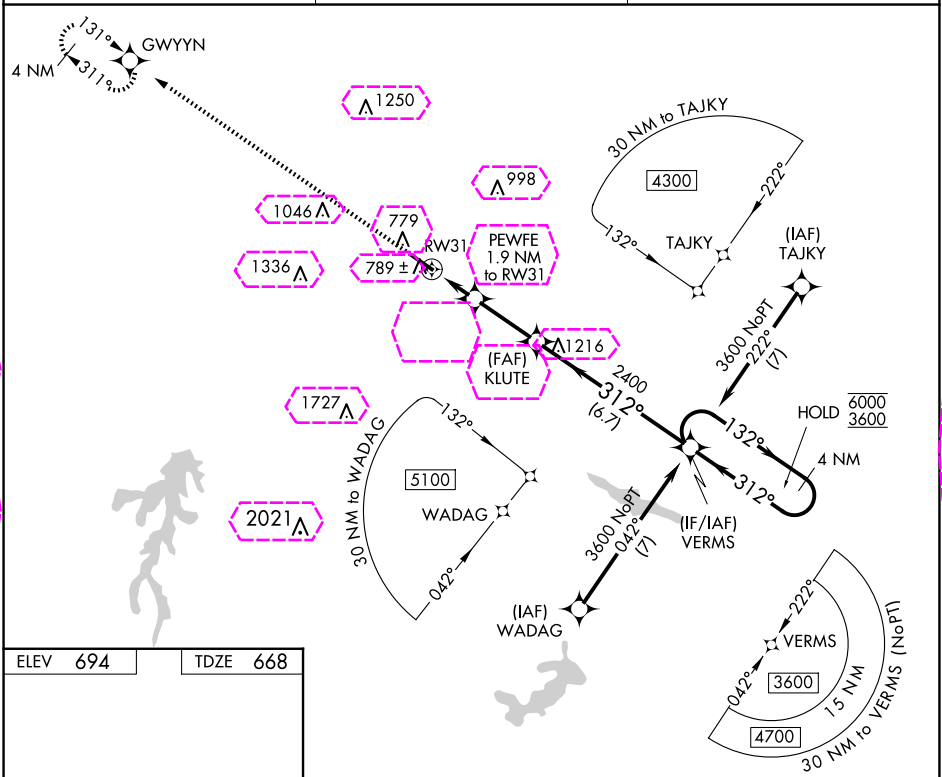 131°
GWYYN
4 NM
311°
1250
30 NM to TAJKY
4300
222°
132°
TAJKY
998
1046
779
RW31
PEWFE
1.9 NM
to RW31
(IAF)
TAJKY
1336
789 ±
3600 NoPT
222°
(7)
1216
(FAF)
KLUTE
2400
312°
(6.7)
HOLD
6000
3600
132°
4 NM
312°
1727
30 NM to WADAG
132°
5100
WADAG
042°
2021
3600 NoPT
042°
(7)
(IF/IAF)
VERMS
(IAF)
WADAG
222°
VERMS
042°
3600
15 NM
4700
30 NM to VERMS (NoPT)
ELEV 694
TDZE 668